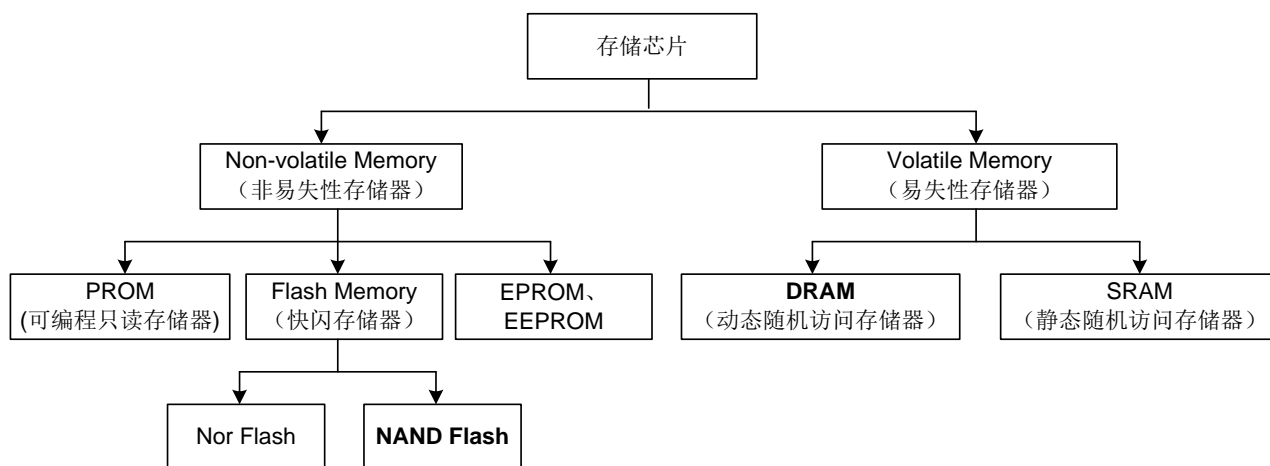 存储芯片
Non-volatile Memory
（非易失性存储器）
Volatile Memory
（易失性存储器）
PROM
(可编程只读存储器)
Flash Memory
（快闪存储器）
EPROM、
EEPROM
DRAM
（动态随机访问存储器）
SRAM
（静态随机访问存储器）
Nor Flash
NAND Flash